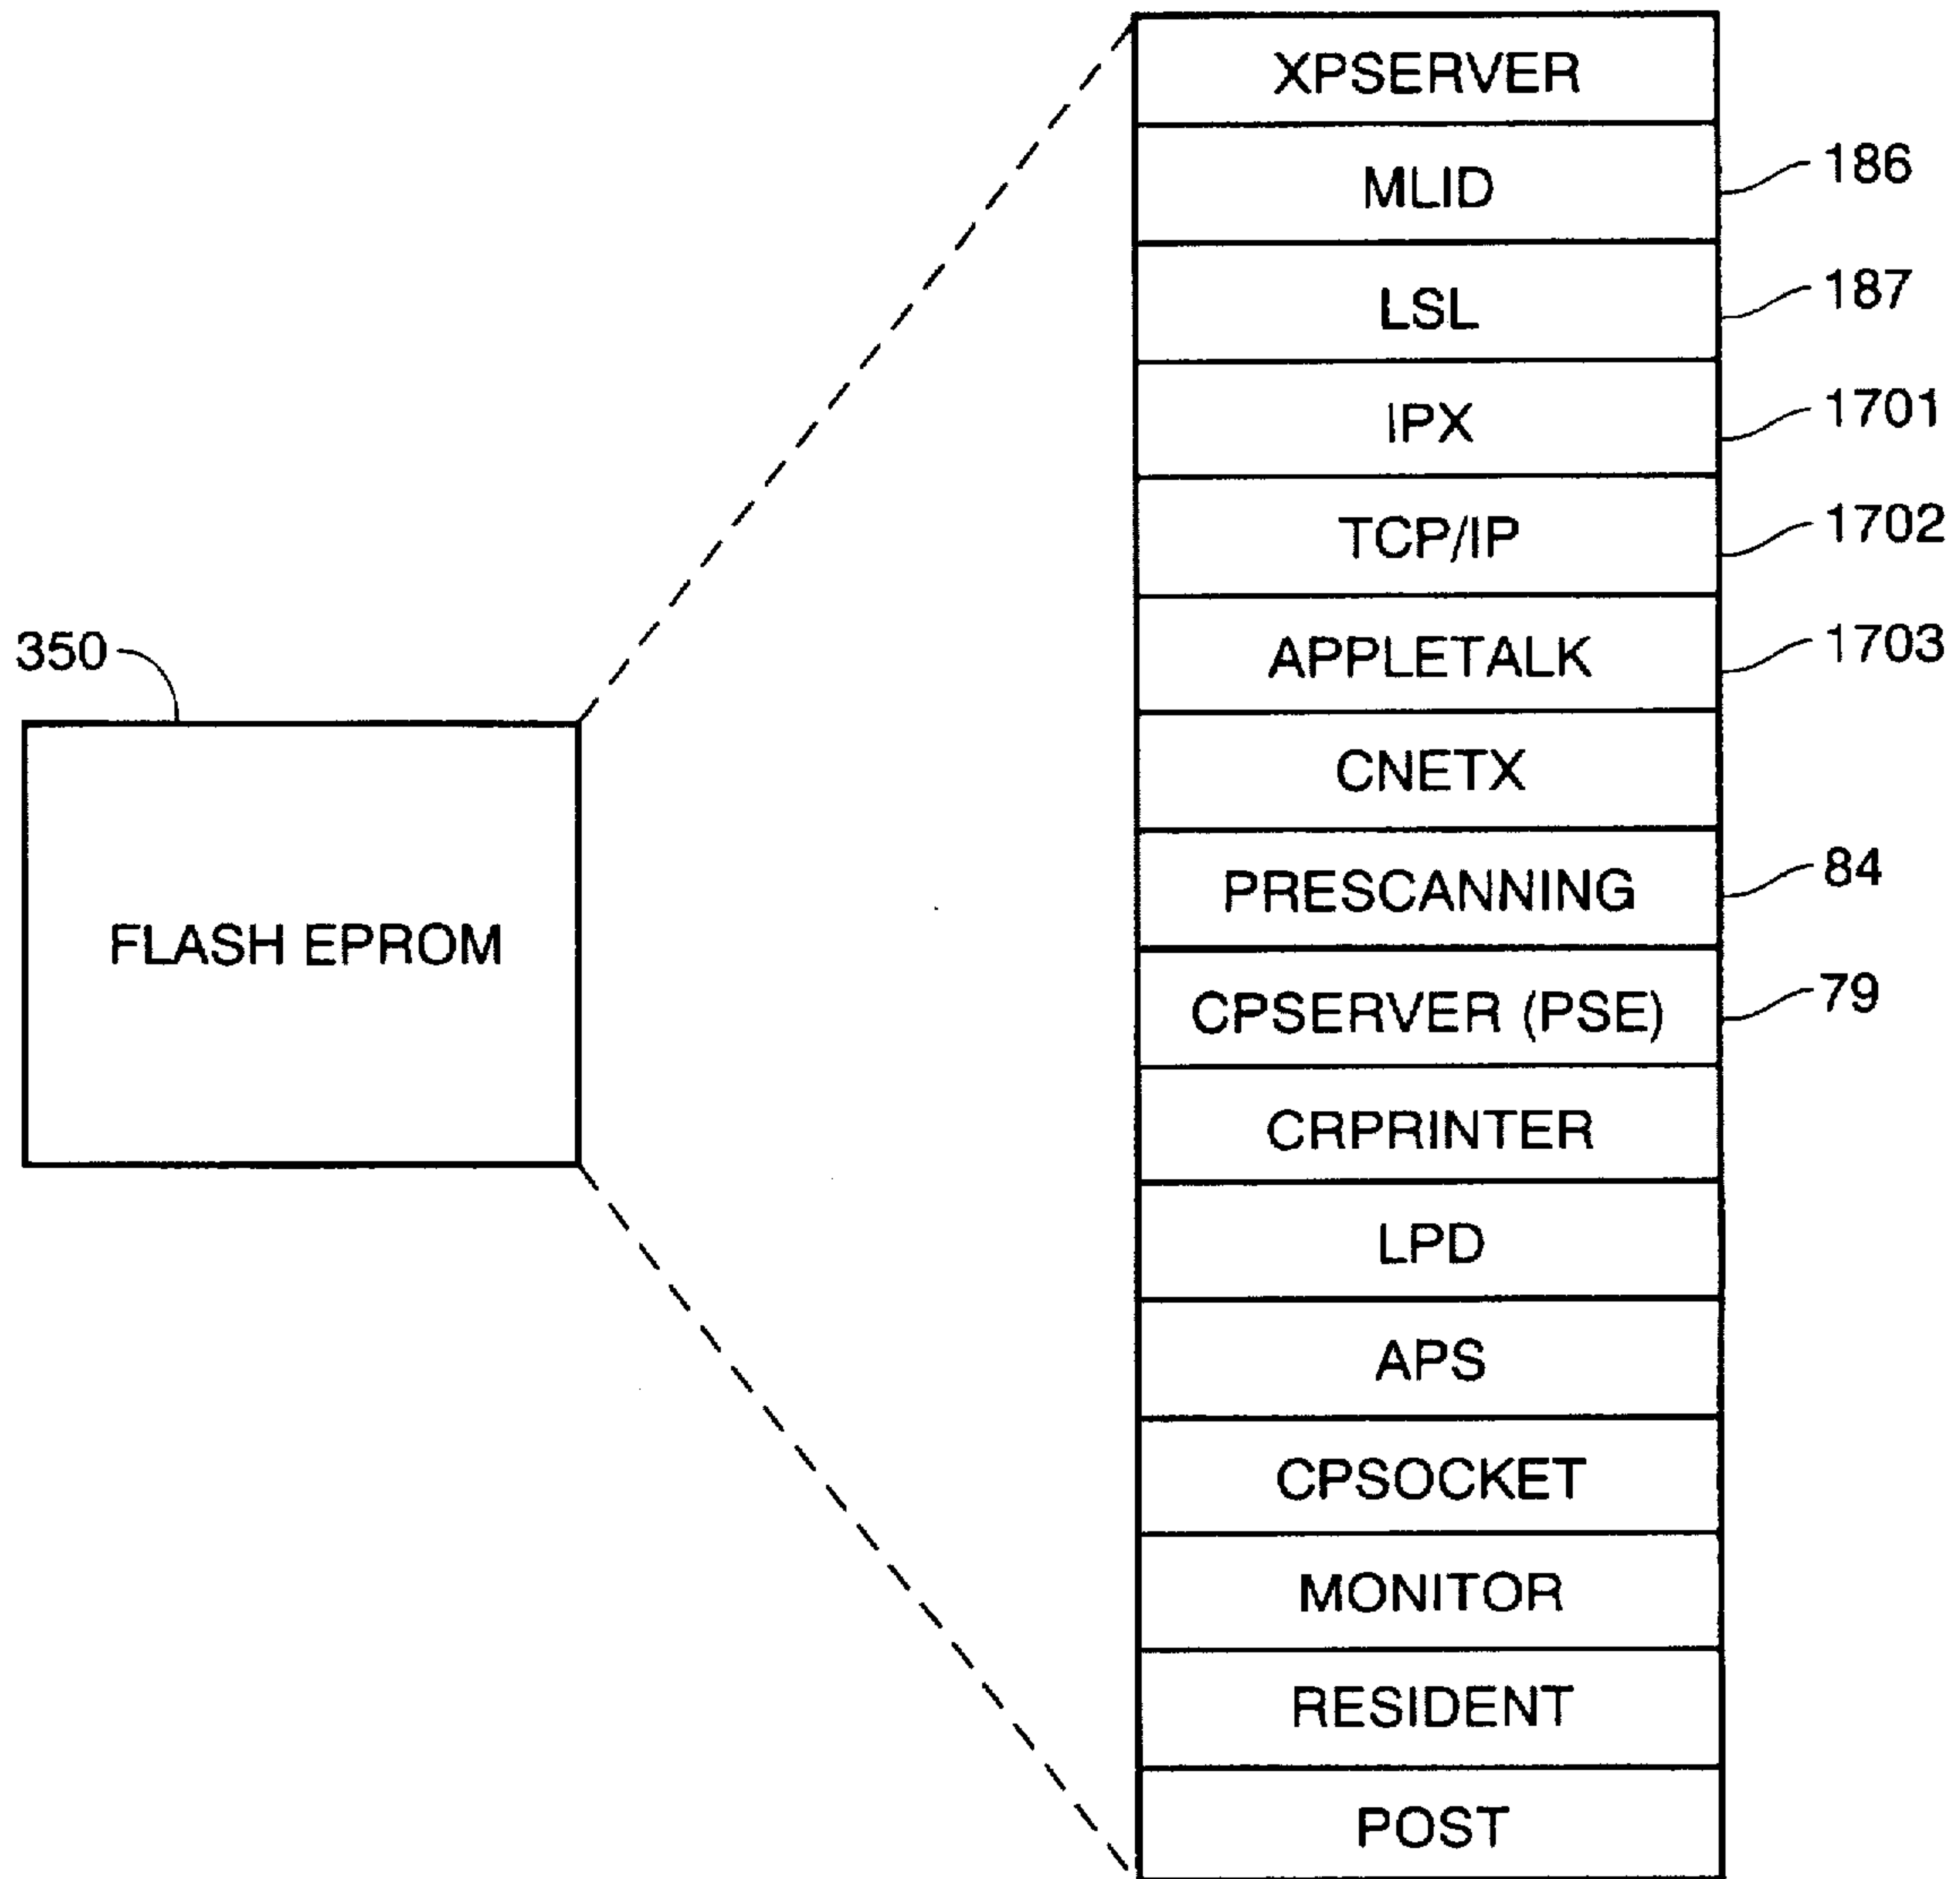 XPSERVER
MLID
186
LSL
187
IPX
1701
TCP/IP
1702
APPLETALK
1703
CNETX
PRESCANNING
84
CPSERVER (PSE)
79
CRPRINTER
LPD
APS
CPSOCKET
MONITOR
RESIDENT
POST
350
FLASH EPROM